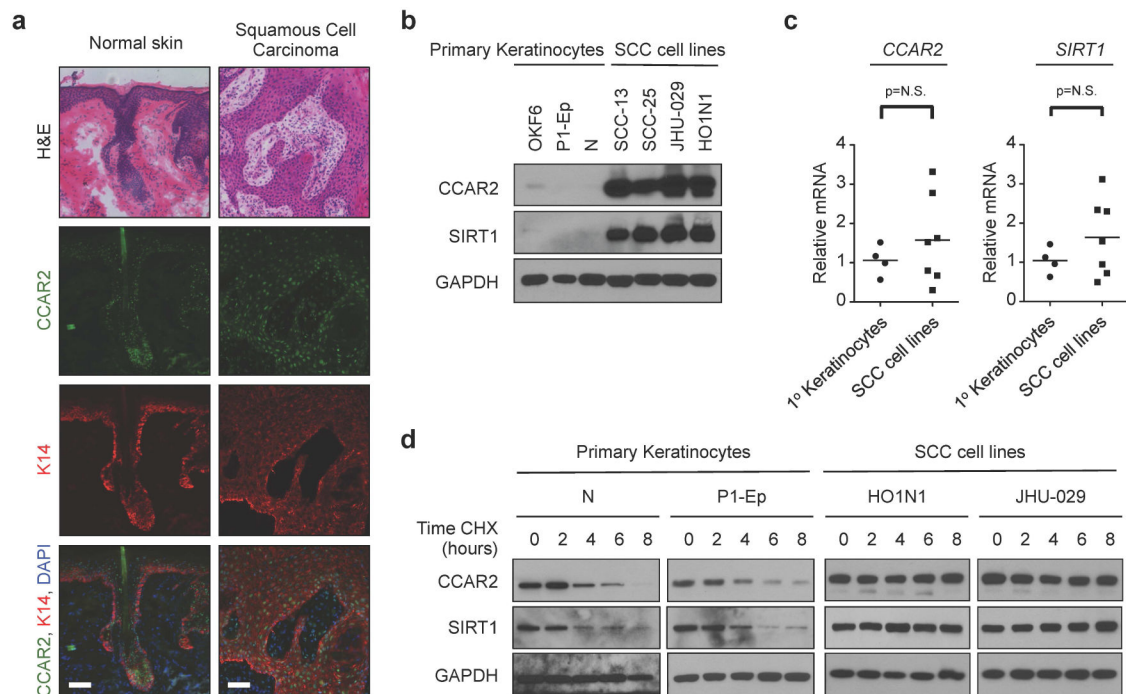 a
Normal skin
Squamous Cell
Carcinoma
H&E
CCAR2
K14
CCAR2, K14, DAPI
b
Primary Keratinocytes
SCC cell lines
OKF6
P1-Ep
N
SCC-13
SCC-25
JHU-029
HO1N1
CCAR2
SIRT1
GAPDH
c
CCAR2
p=N.S.
Relative mRNA
4
3
2
1
0
1º Keratinocytes
SCC cell lines
SIRT1
p=N.S.
Relative mRNA
4
3
2
1
0
1º Keratinocytes
SCC cell lines
d
Primary Keratinocytes
SCC cell lines
N
P1-Ep
HO1N1
JHU-029
Time CHX
(hours)
0 2 4 6 8
0 2 4 6 8
0 2 4 6 8
0 2 4 6 8
CCAR2
SIRT1
GAPDH